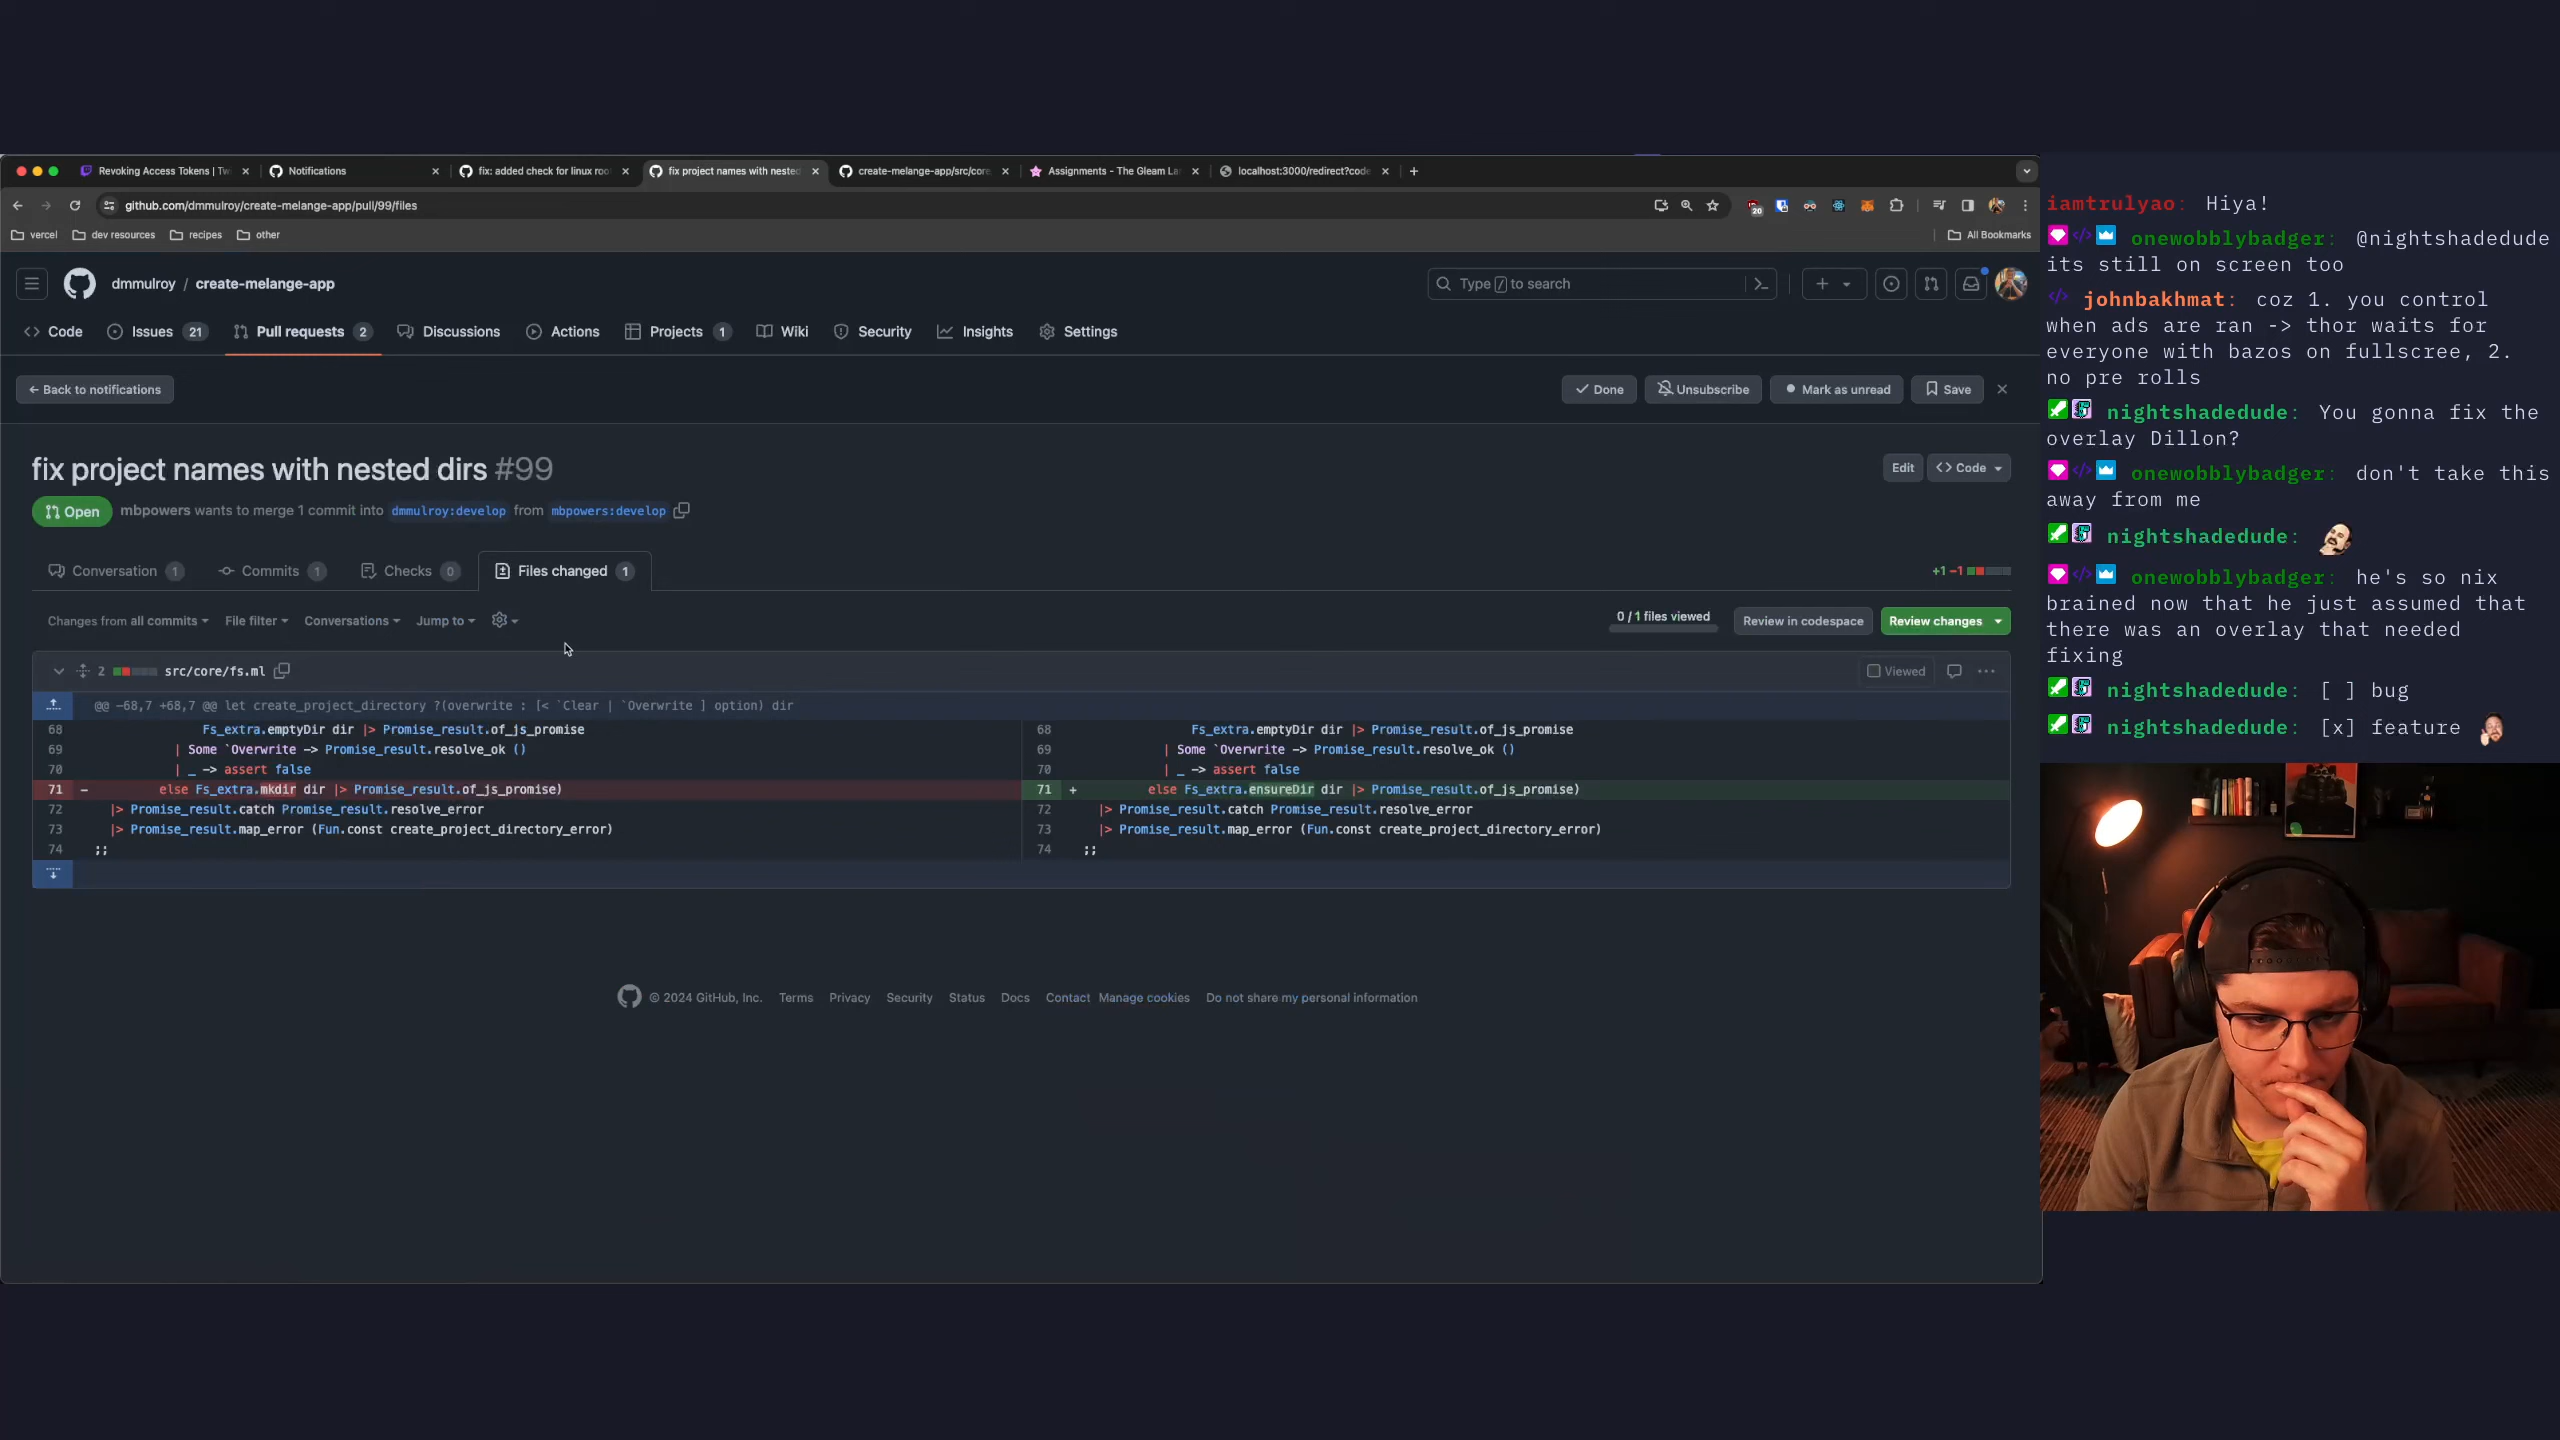 Revoking Access Tokens | Tw
Notifications
fix: added check for linux roo
fix project names with nested
create-melange-app/src/core
Assignments - The Gleam La
localhost:3000/redirect?code
github.com/dmmulroy/create-melange-app/pull/99/files
20
vercel
dev resources
recipes
other
All Bookmarks
dmmulroy / create-melange-app
Type / to search
Code
Issues 21
Pull requests 2
Discussions
Actions
Projects 1
Wiki
Security
Insights
Settings
← Back to notifications
Done
Unsubscribe
Mark as unread
Save
fix project names with nested dirs #99
Edit
<> Code
Open
mbpowers wants to merge 1 commit into dmmulroy:develop from mbpowers:develop
Conversation 1
Commits 1
Checks 0
Files changed 1
+1 −1
Changes from all commits
File filter
Conversations
Jump to
0 / 1 files viewed
Review in codespace
Review changes
2 src/core/fs.ml
Viewed
@@ -68,7 +68,7 @@ let create_project_directory ?(overwrite : [< `Clear | `Overwrite ] option) dir
68 Fs_extra.emptyDir dir |> Promise_result.of_js_promise
69 | Some `Overwrite -> Promise_result.resolve_ok ()
70 | _ -> assert false
71 - else Fs_extra.mkdir dir |> Promise_result.of_js_promise)
72 |> Promise_result.catch Promise_result.resolve_error
73 |> Promise_result.map_error (Fun.const create_project_directory_error)
74 ;;
68 Fs_extra.emptyDir dir |> Promise_result.of_js_promise
69 | Some `Overwrite -> Promise_result.resolve_ok ()
70 | _ -> assert false
71 + else Fs_extra.ensureDir dir |> Promise_result.of_js_promise)
72 |> Promise_result.catch Promise_result.resolve_error
73 |> Promise_result.map_error (Fun.const create_project_directory_error)
74 ;;
© 2024 GitHub, Inc.
Terms
Privacy
Security
Status
Docs
Contact
Manage cookies
Do not share my personal information
iamtrulyao: Hiya!
onewobblybadger: @nightshadedude
its still on screen too
johnbakhmat: coz 1. you control
when ads are ran -> thor waits for
everyone with bazos on fullscree, 2.
no pre rolls
nightshadedude: You gonna fix the
overlay Dillon?
onewobblybadger: don't take this
away from me
nightshadedude:
onewobblybadger: he's so nix
brained now that he just assumed that
there was an overlay that needed
fixing
nightshadedude: [ ] bug
nightshadedude: [x] feature